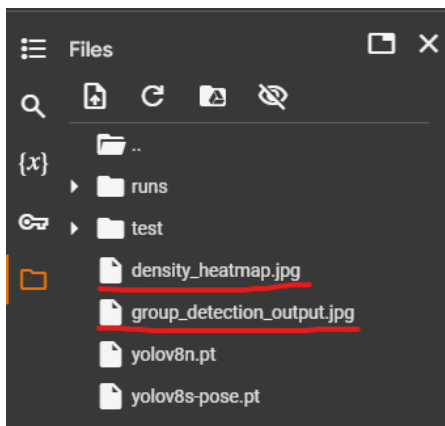 Files
{x}
..
runs
test
density_heatmap.jpg
group_detection_output.jpg
yolov8n.pt
yolov8s-pose.pt